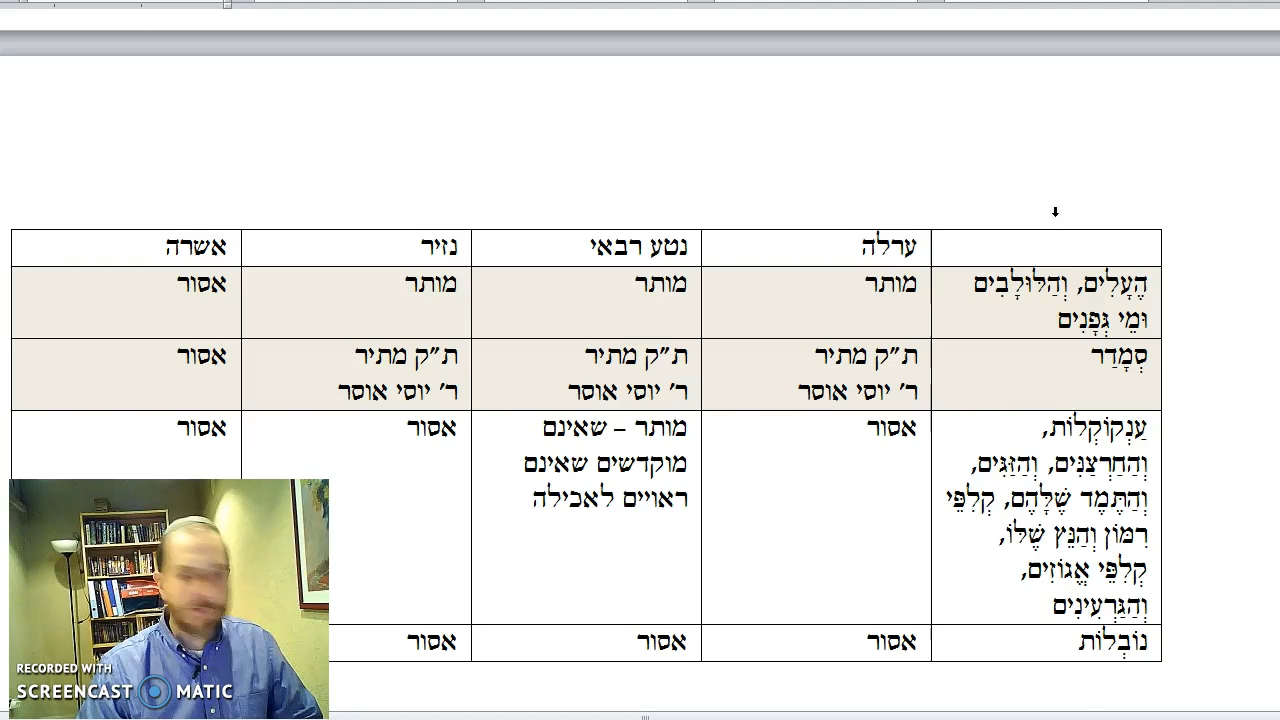 ערלה נטע רבאי נזיר אשרה
הֶעָלִים, וְהַלּוּלָבִים מותר מותר מותר אסור
וּמֵי גְּפָנִים
סְמָדַר ת״ק מתיר ת״ק מתיר ת״ק מתיר אסור
ר׳ יוסי אוסר ר׳ יוסי אוסר ר׳ יוסי אוסר
עַנְקוֹקְלוֹת, אסור מותר – שאינם אסור אסור
וְהַחַרְצַנִּים, וְהַזַּגִּים, מוקדשים שאינם
וְהַתֶּמֶד שֶׁלָּהֶם, קְלִפֵּי ראויים לאכילה
רִמּוֹן וְהַנֵּץ שֶׁלּוֹ,
קְלִפֵּי אֱגוֹזִים,
וְהַגַּרְעִינִים
נוֹבְלוֹת אסור אסור אסור
RECORDED WITH
SCREENCAST MATIC